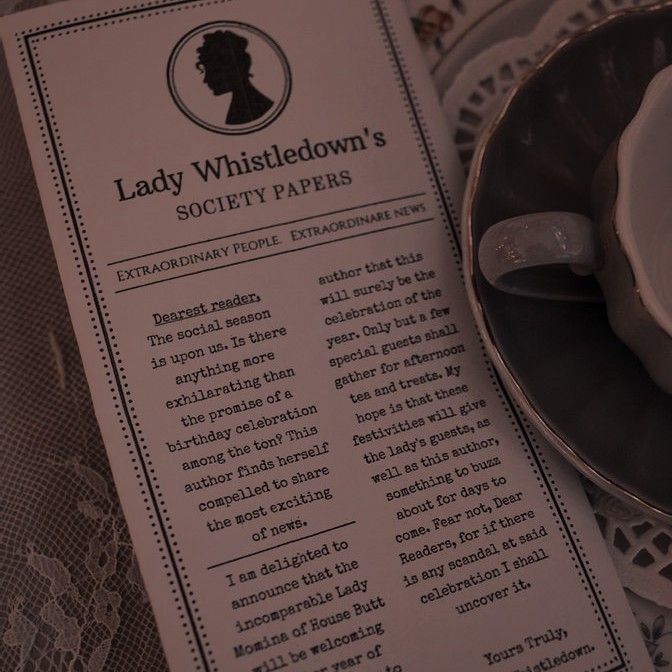 Lady Whistledown's
SOCIETY PAPERS
EXTRAORDINARY PEOPLE. EXTRAORDINARE NEWS
Dearest reader,
The social season
is upon us. Is there
anything more
exhilarating than
the promise of a
birthday celebration
among the ton? This
author finds herself
compelled to share
the most exciting
of news.
I am delighted to
announce that the
incomparable Lady
Momina of House Butt
will be welcoming
year of
to
author that this
will surely be the
celebration of the
year. Only but a few
special guests shall
gather for afternoon
tea and treats. My
hope is that these
festivities will give
the lady's guests, as
well as this author,
something to buzz
about for days to
come. Fear not, Dear
Readers, for if there
is any scandal at said
celebration I shall
uncover it.
Yours Truly,